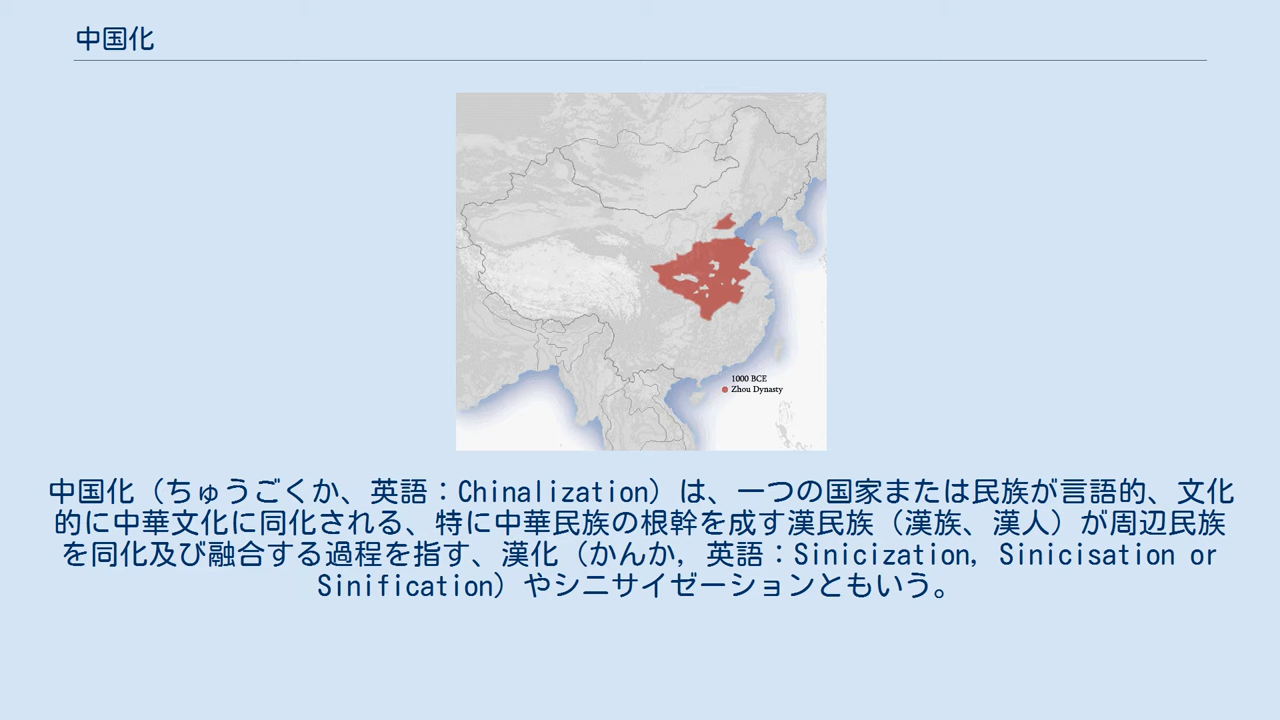 中国化
1000 BCE
Zhou Dynasty
中国化（ちゅうごくか、英語：Chinalization）は、一つの国家または民族が言語的、文化
的に中華文化に同化される、特に中華民族の根幹を成す漢民族（漢族、漢人）が周辺民族
を同化及び融合する過程を指す、漢化（かんか, 英語：Sinicization, Sinicisation or
Sinification）やシニサイゼーションともいう。